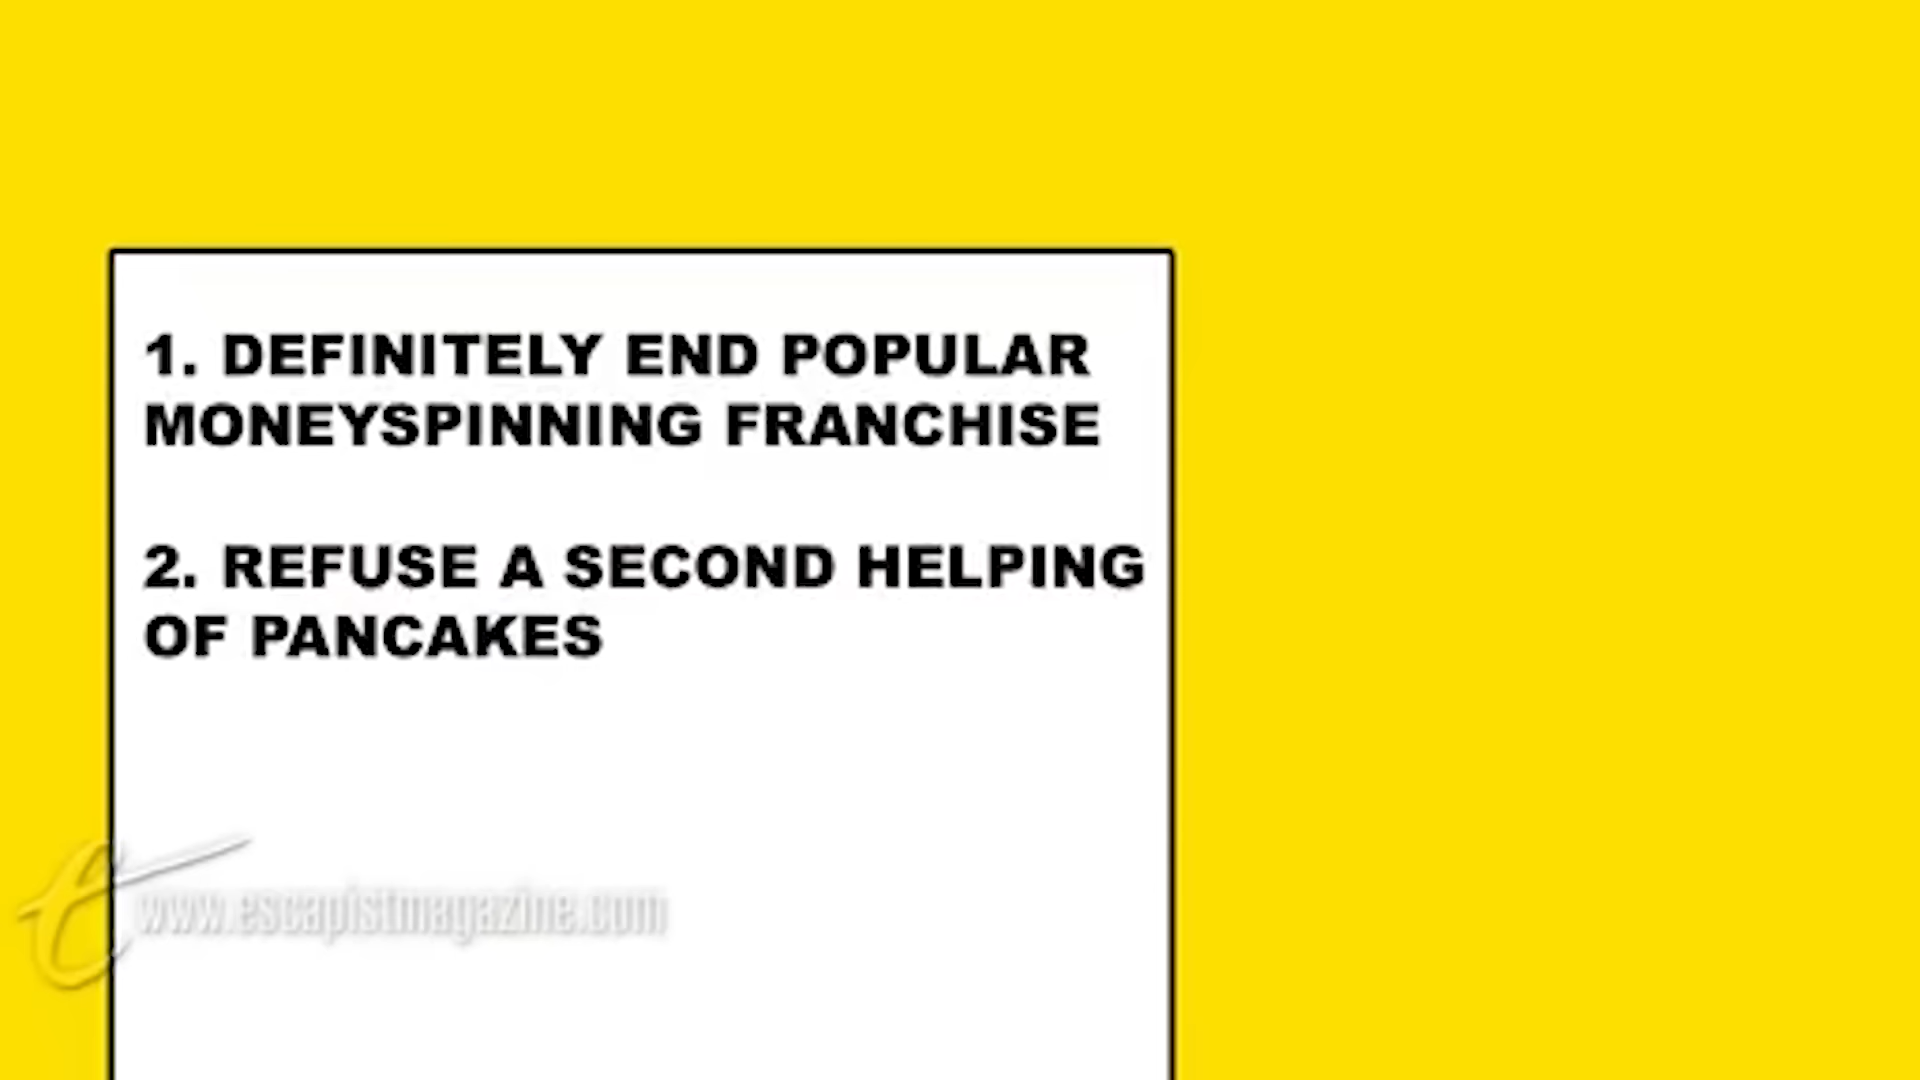 1. DEFINITELY END POPULAR
MONEYSPINNING FRANCHISE
2. REFUSE A SECOND HELPING
OF PANCAKES
www.escapistmagazine.com